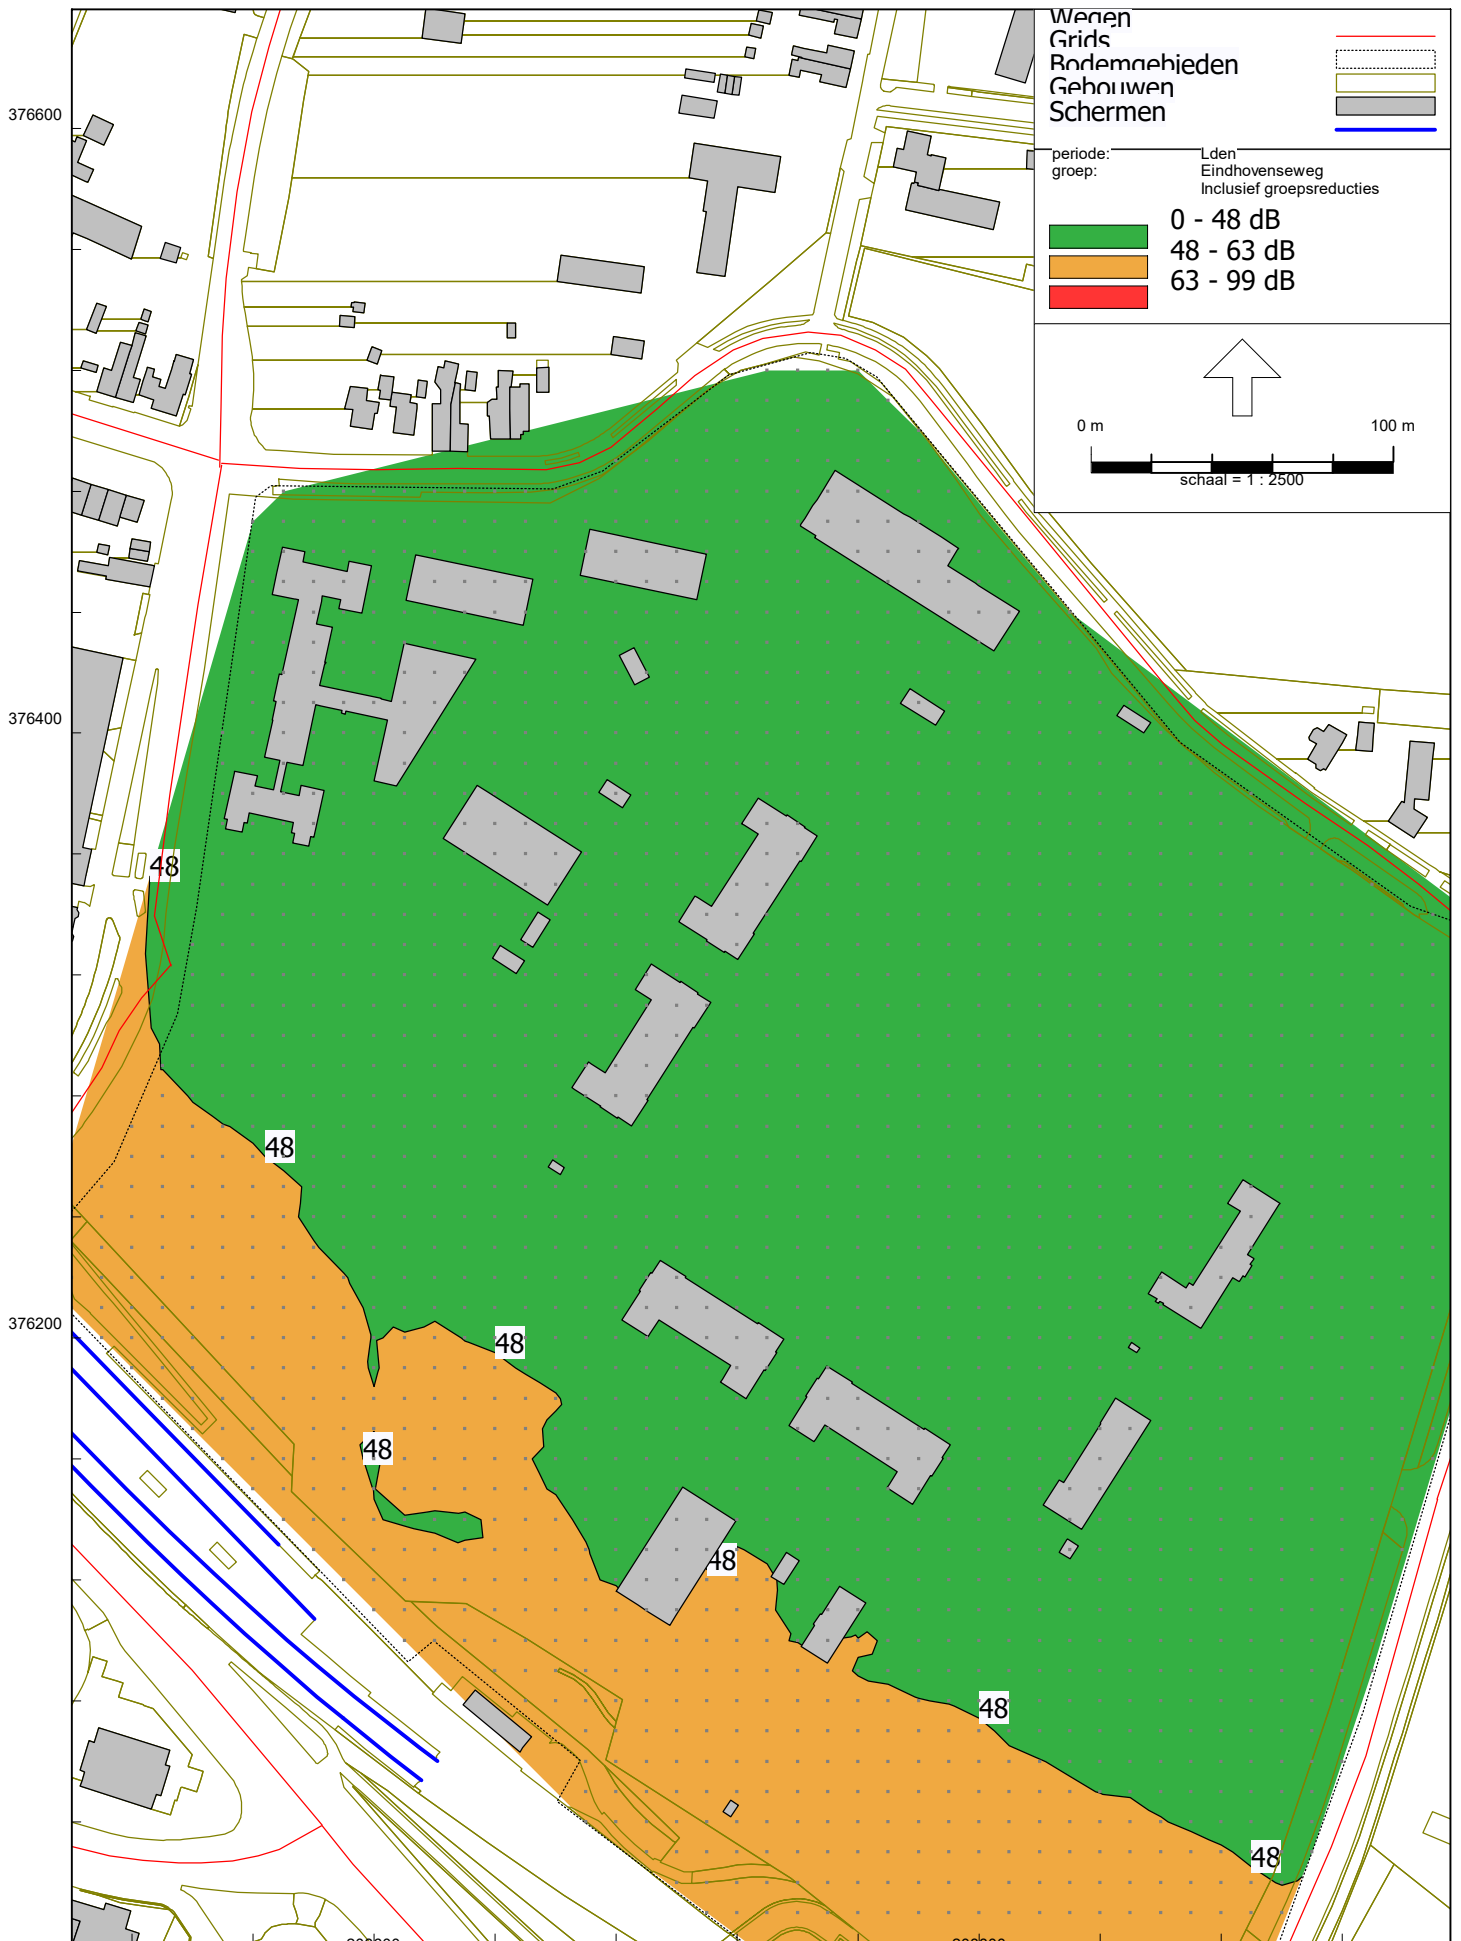 Wegen
Grids
Bodemgebieden
Gebouwen
Schermen
periode: Lden
groep: Eindhovenseweg
Inclusief groepsreducties
0 - 48 dB
48 - 63 dB
63 - 99 dB
0 m 100 m
schaal = 1 : 2500
376600
376400
376200
48
48
48
48
48
48
48